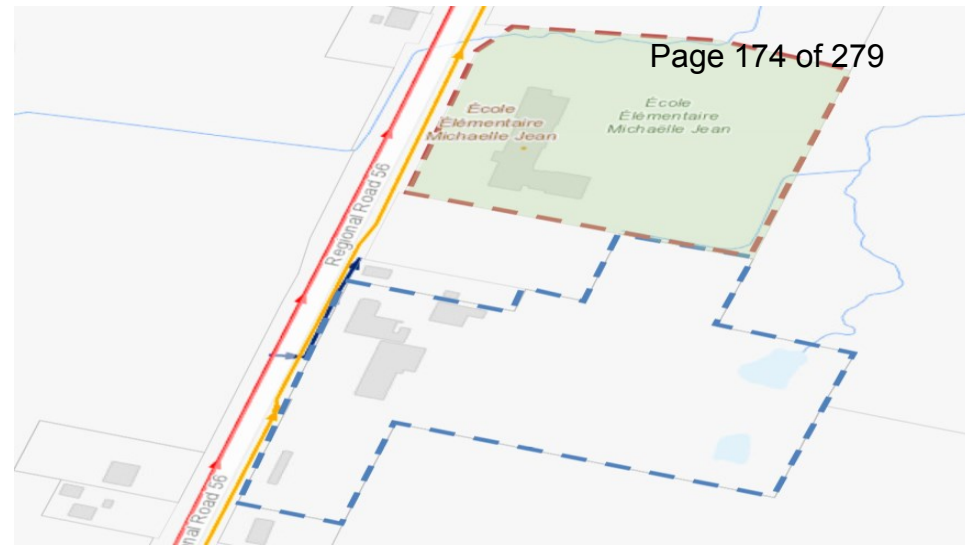 Page 174 of 279
École
Élémentaire
Michaëlle Jean
École
Élémentaire
Michaëlle Jean
Regional Road 56
nal Road 56